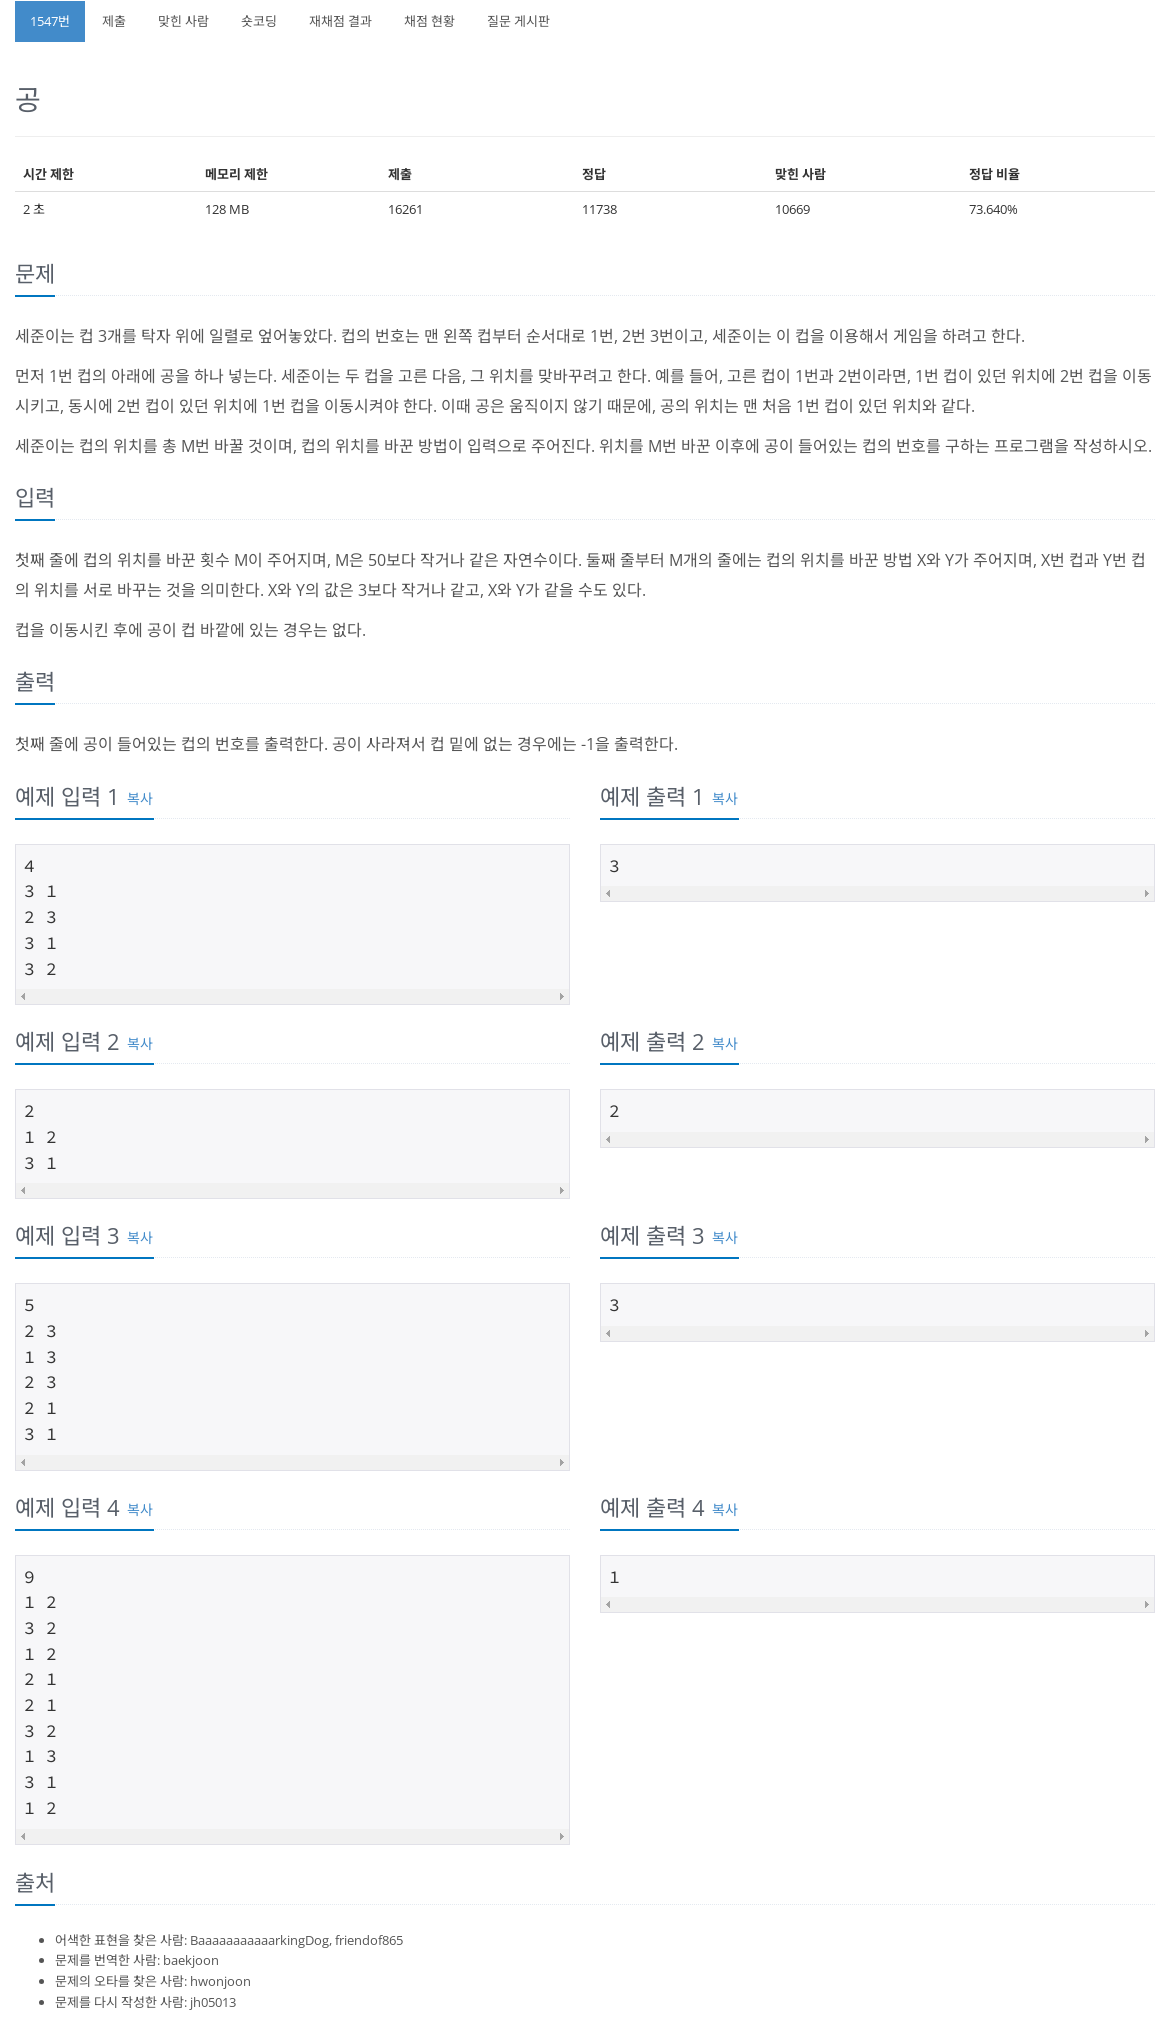 1547번 제출 맞힌 사람 숏코딩 재채점 결과 채점 현황 질문 게시판
공
시간 제한 메모리 제한 제출 정답 맞힌 사람 정답 비율
2 초 128 MB 16261 11738 10669 73.640%
문제
세준이는 컵 3개를 탁자 위에 일렬로 엎어놓았다. 컵의 번호는 맨 왼쪽 컵부터 순서대로 1번, 2번 3번이고, 세준이는 이 컵을 이용해서 게임을 하려고 한다.
먼저 1번 컵의 아래에 공을 하나 넣는다. 세준이는 두 컵을 고른 다음, 그 위치를 맞바꾸려고 한다. 예를 들어, 고른 컵이 1번과 2번이라면, 1번 컵이 있던 위치에 2번 컵을 이동
시키고, 동시에 2번 컵이 있던 위치에 1번 컵을 이동시켜야 한다. 이때 공은 움직이지 않기 때문에, 공의 위치는 맨 처음 1번 컵이 있던 위치와 같다.
세준이는 컵의 위치를 총 M번 바꿀 것이며, 컵의 위치를 바꾼 방법이 입력으로 주어진다. 위치를 M번 바꾼 이후에 공이 들어있는 컵의 번호를 구하는 프로그램을 작성하시오.
입력
첫째 줄에 컵의 위치를 바꾼 횟수 M이 주어지며, M은 50보다 작거나 같은 자연수이다. 둘째 줄부터 M개의 줄에는 컵의 위치를 바꾼 방법 X와 Y가 주어지며, X번 컵과 Y번 컵
의 위치를 서로 바꾸는 것을 의미한다. X와 Y의 값은 3보다 작거나 같고, X와 Y가 같을 수도 있다.
컵을 이동시킨 후에 공이 컵 바깥에 있는 경우는 없다.
출력
첫째 줄에 공이 들어있는 컵의 번호를 출력한다. 공이 사라져서 컵 밑에 없는 경우에는 -1을 출력한다.
예제 입력 1 복사
4
3 1
2 3
3 1
3 2
예제 출력 1 복사
3
예제 입력 2 복사
2
1 2
3 1
예제 출력 2 복사
2
예제 입력 3 복사
5
2 3
1 3
2 3
2 1
3 1
예제 출력 3 복사
3
예제 입력 4 복사
9
1 2
3 2
1 2
2 1
2 1
3 2
1 3
3 1
1 2
예제 출력 4 복사
1
출처
어색한 표현을 찾은 사람: BaaaaaaaaaaarkingDog, friendof865
문제를 번역한 사람: baekjoon
문제의 오타를 찾은 사람: hwonjoon
문제를 다시 작성한 사람: jh05013